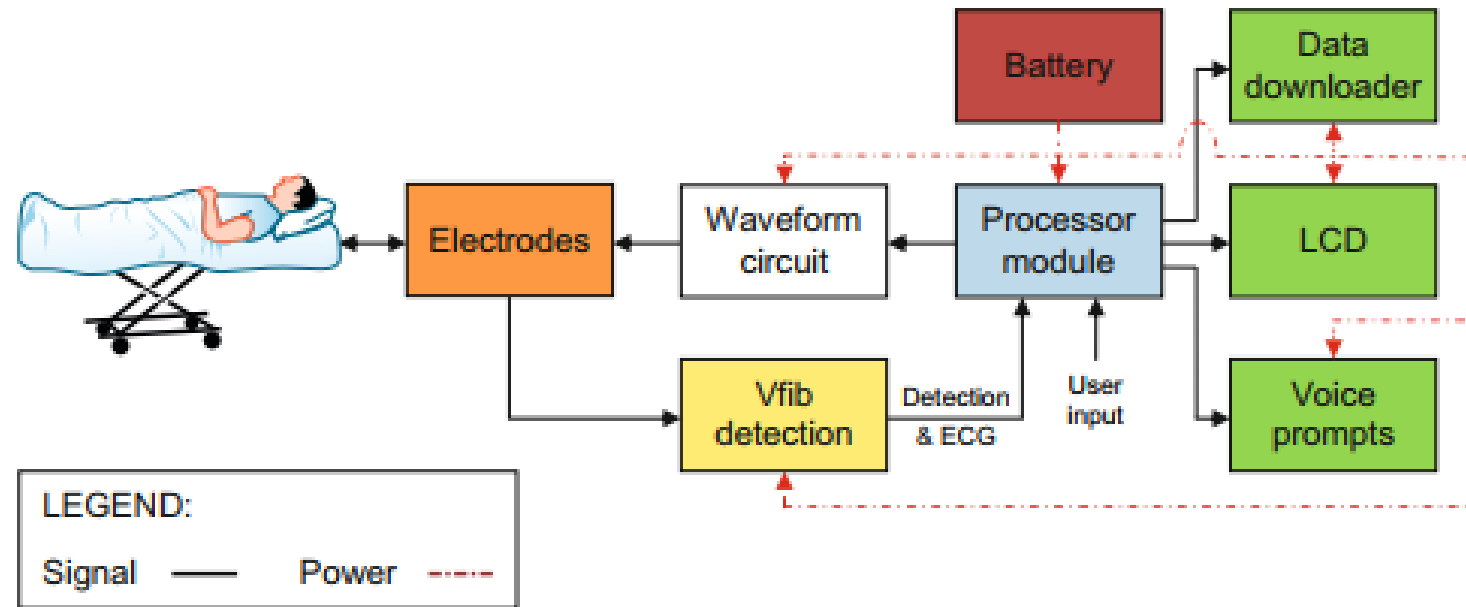 Battery
Data
downloader
Electrodes
Waveform
circuit
Processor
module
LCD
Vfib
detection
Detection
& ECG
User
input
Voice
prompts
LEGEND:
Signal
Power